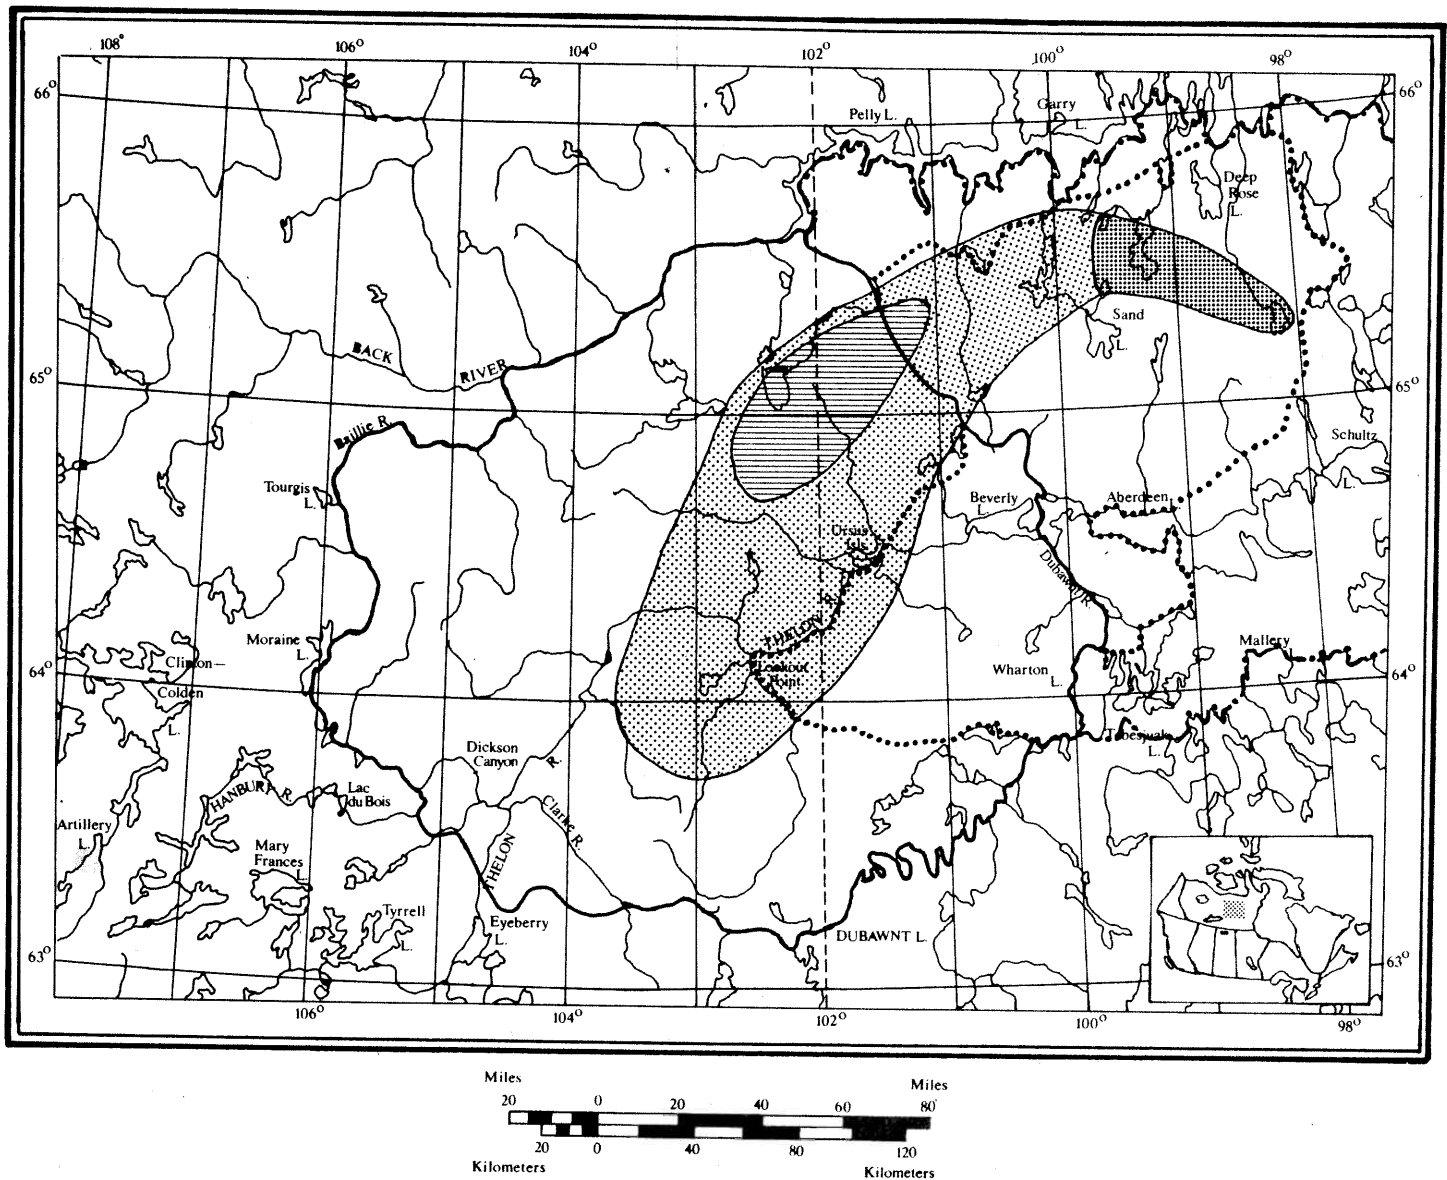 108°
106°
104°
102°
100°
98°
66°
66°
Pelly L.
Garry
L.
Deep
Rose
L.
Sand
L.
BACK
RIVER
65°
65°
Baillie R.
Schultz
L.
Tourgis
L.
Beverly
L.
Aberdeen
Ursus
Isls.
Dubawnt R.
THELON R.
Moraine
L.
Mallery
L.
Clinton–
Colden
L.
Lookout
Point
Wharton
L.
64°
64°
Dickson
Canyon
R.
Tebesjuak
L.
HANBURY R.
Lac
du Bois
Clarke R.
Artillery
L.
Mary
Frances
L.
THELON
Tyrrell
L.
Eyeberry
L.
DUBAWNT L.
63°
63°
106°
104°
102°
100°
98°
Miles
Miles
20
0
20
40
60
80
20
0
40
80
120
Kilometers
Kilometers